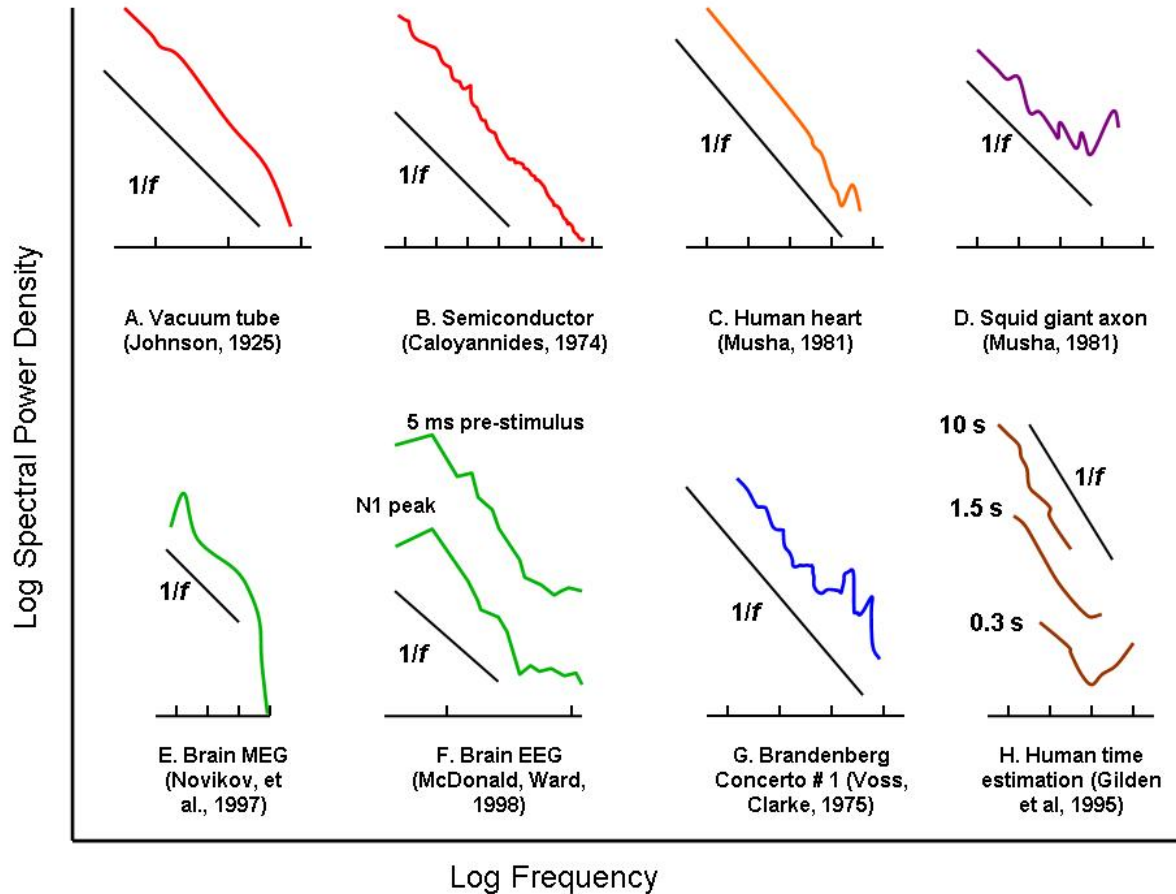 Log Spectral Power Density
1/f
1/f
1/f
1/f
A. Vacuum tube
(Johnson, 1925)
B. Semiconductor
(Caloyannides, 1974)
C. Human heart
(Musha, 1981)
D. Squid giant axon
(Musha, 1981)
1/f
5 ms pre-stimulus
N1 peak
1/f
1/f
10 s
1/f
1.5 s
0.3 s
E. Brain MEG
(Novikov, et
al., 1997)
F. Brain EEG
(McDonald, Ward,
1998)
G. Brandenberg
Concerto # 1 (Voss,
Clarke, 1975)
H. Human time
estimation (Gilden
et al, 1995)
Log Frequency